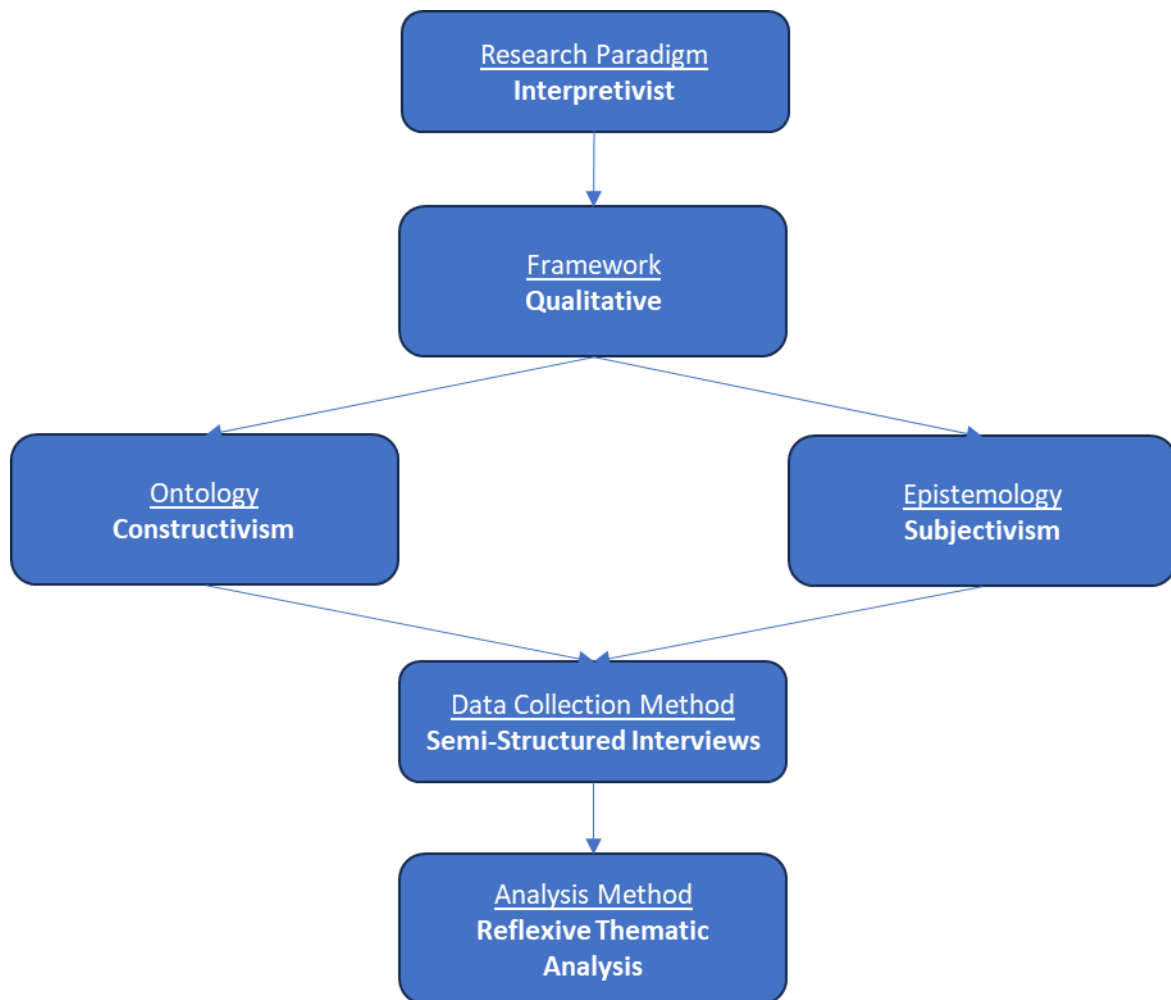 Research Paradigm
Interpretivist
Framework
Qualitative
Ontology
Constructivism
Epistemology
Subjectivism
Data Collection Method
Semi-Structured Interviews
Analysis Method
Reflexive Thematic
Analysis